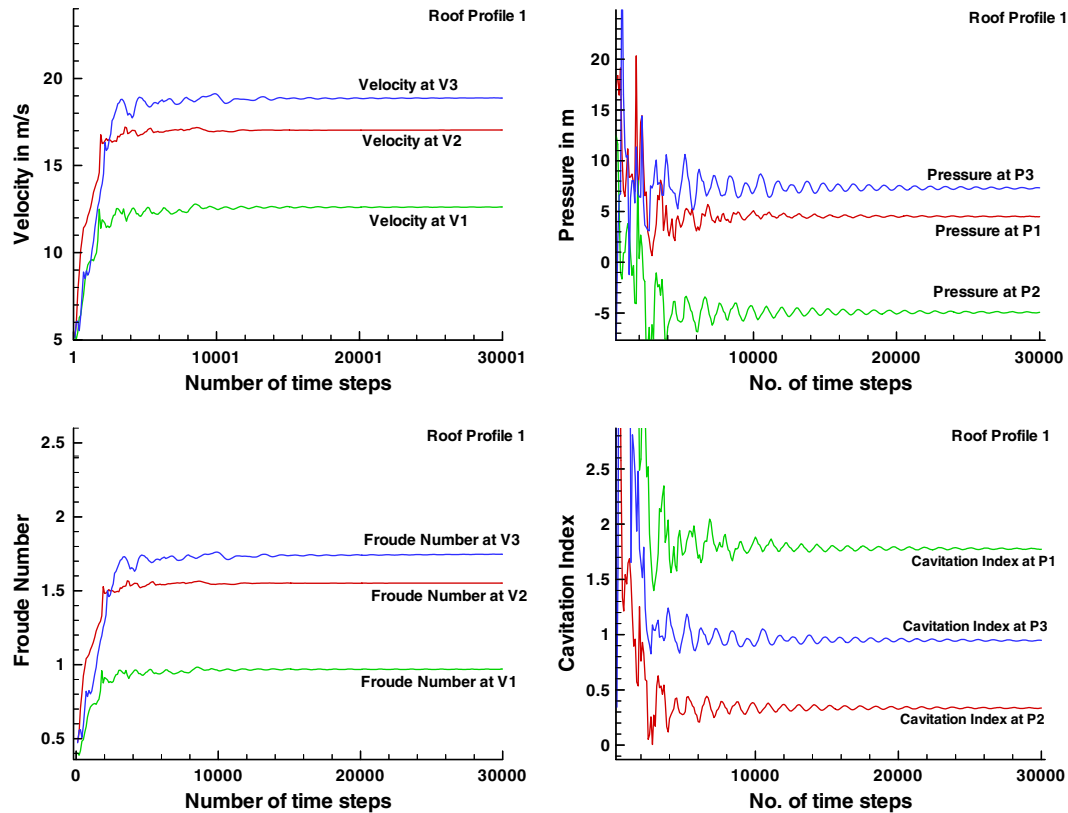 Roof Profile 1
Velocity in m/s
20
15
10
5
Velocity at V3
Velocity at V2
Velocity at V1
1
10001
20001
30001
Number of time steps
Roof Profile 1
Pressure in m
20
15
10
5
0
-5
Pressure at P3
Pressure at P1
Pressure at P2
10000
20000
30000
No. of time steps
Roof Profile 1
Froude Number
2.5
2
1.5
1
0.5
Froude Number at V3
Froude Number at V2
Froude Number at V1
0
10000
20000
30000
Number of time steps
Roof Profile 1
Cavitation Index
2.5
2
1.5
1
0.5
0
Cavitation Index at P1
Cavitation Index at P3
Cavitation Index at P2
10000
20000
30000
No. of time steps